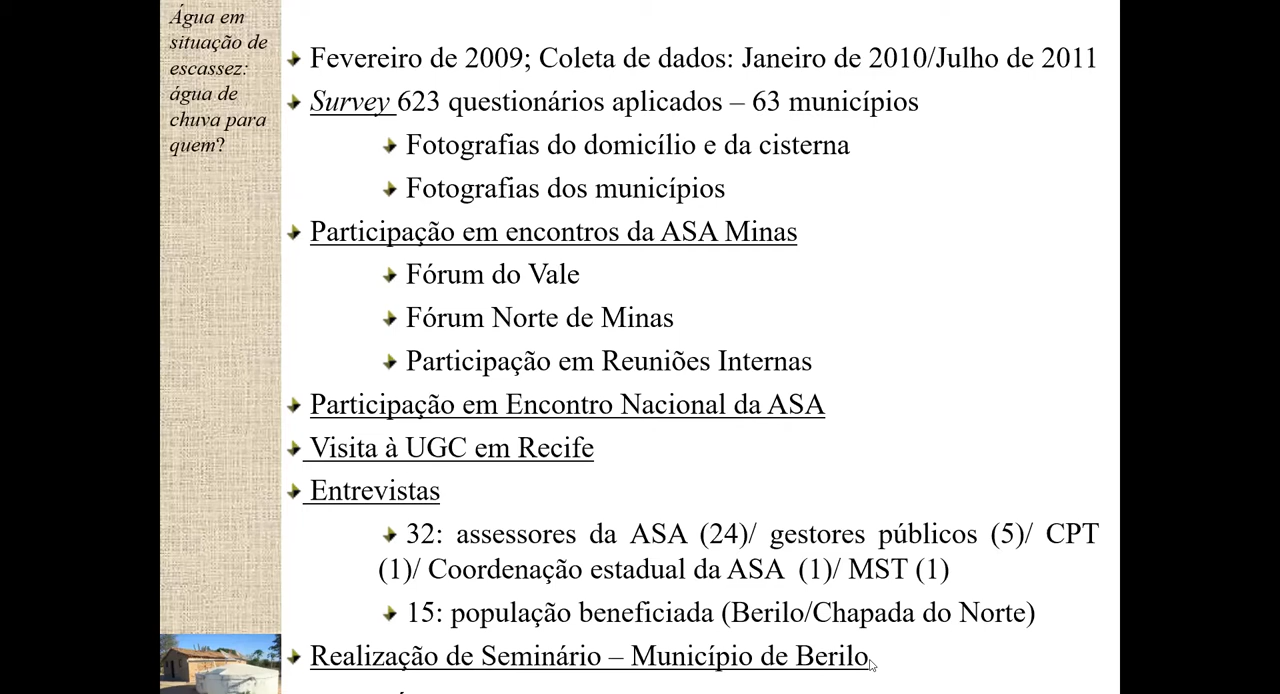 Água em
situação de
escassez:
água de
chuva para
quem?
Fevereiro de 2009; Coleta de dados: Janeiro de 2010/Julho de 2011
Survey 623 questionários aplicados – 63 municípios
Fotografias do domicílio e da cisterna
Fotografias dos municípios
Participação em encontros da ASA Minas
Fórum do Vale
Fórum Norte de Minas
Participação em Reuniões Internas
Participação em Encontro Nacional da ASA
Visita à UGC em Recife
Entrevistas
32: assessores da ASA (24)/ gestores públicos (5)/ CPT
(1)/ Coordenação estadual da ASA (1)/ MST (1)
15: população beneficiada (Berilo/Chapada do Norte)
Realização de Seminário – Município de Berilo